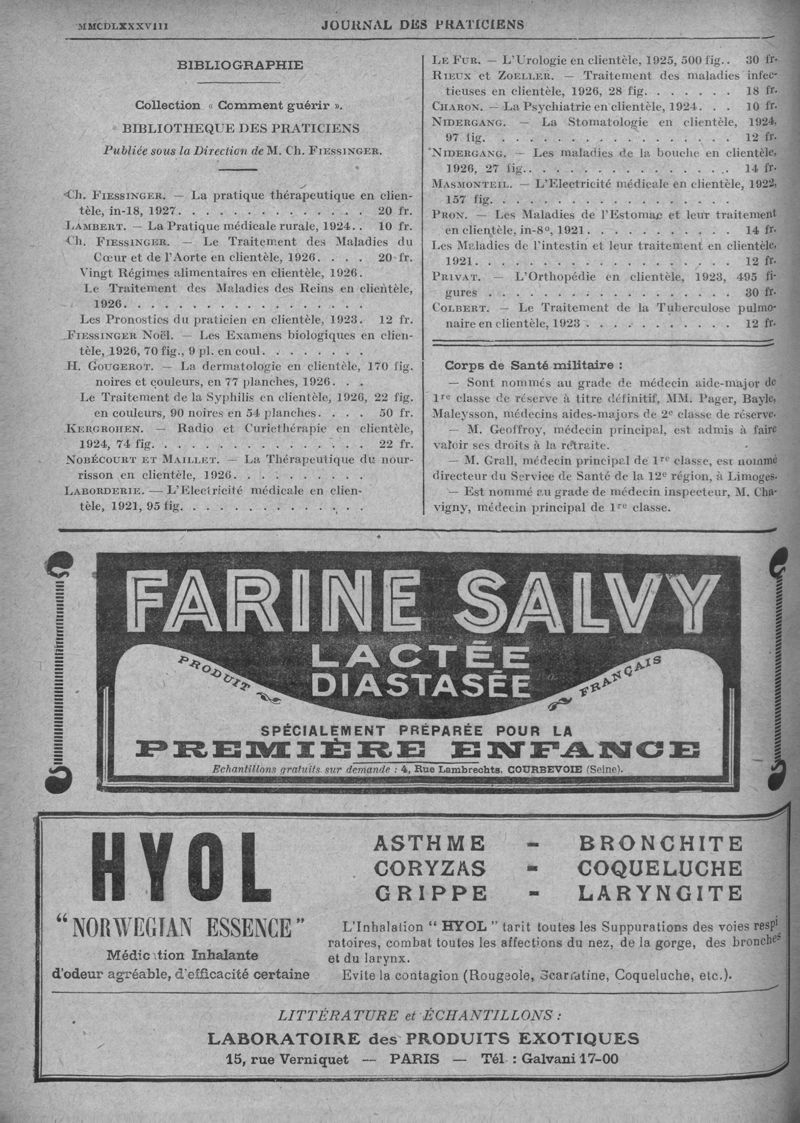 MMCDLXXXVIII
JOURNAL DES PRATICIENS
BIBLIOGRAPHIE
Collection « Comment guérir ».
BIBLIOTHEQUE DES PRATICIENS
Publiée sous la Direction de M. Ch. FIESSINGER.
Ch. FIESSINGER. — La pratique thérapeutique en clien-
tèle, in-18, 1927. . . . . . . . . . . . . 20 fr.
LAMBERT. — La Pratique médicale rurale, 1924. . 10 fr.
Ch. FIESSINGER. — Le Traitement des Maladies du
Cœur et de l'Aorte en clientèle, 1926. . . . 20 fr.
Vingt Régimes alimentaires en clientèle, 1926.
Le Traitement des Maladies des Reins en clientèle,
1926. . . . . . . . . . . . . . . . .
Les Pronostics du praticien en clientèle, 1923. 12 fr.
FIESSINGER Noël. — Les Examens biologiques en clien-
tèle, 1926, 70 fig., 9 pl. en coul. . . . . . . .
H. GOUGEROT. — La dermatologie en clientèle, 170 fig.
noires et couleurs, en 77 planches, 1926. . .
Le Traitement de la Syphilis en clientèle, 1926, 22 fig.
en couleurs, 90 noires en 54 planches. . . . 50 fr.
KERGROHEN. — Radio et Curiethérapie en clientèle,
1924, 74 fig. . . . . . . . . . . . . . . 22 fr.
NOBÉCOURT ET MAILLET. — La Thérapeutique du nour-
risson en clientèle, 1926. . . . . . . . . .
LABORDERIE. — L'Electricité médicale en clien-
tèle, 1921, 95 fig. . . . . . . . . . . . .
LE FUR. — L'Urologie en clientèle, 1925, 500 fig. . 30 fr.
RIEUX et ZOELLER. — Traitement des maladies infec-
tieuses en clientèle, 1926, 28 fig. . . . . . . 18 fr.
CHARON. — La Psychiatrie en clientèle, 1924 . . . 10 fr.
NIDERGANG. — La Stomatologie en clientèle, 1924,
97 fig. . . . . . . . . . . . . . . . . 12 fr.
NIDERGANG. — Les maladies de la bouche en clientèle,
1926, 27 fig. . . . . . . . . . . . . . . 14 fr.
MASMONTEIL. — L'Electricité médicale en clientèle, 1922,
157 fig. . . . . . . . . . . . . . . . .
PRON. — Les Maladies de l'Estomac et leur traitement
en clientèle, in-8º, 1921. . . . . . . . . . 14 fr.
Les Maladies de l'intestin et leur traitement en clientèle,
1921. . . . . . . . . . . . . . . . . 12 fr.
PRIVAT. — L'Orthopédie en clientèle, 1923, 495 fi-
gures . . . . . . . . . . . . . . . . . 30 fr.
COLBERT. — Le Traitement de la Tuberculose pulmo-
naire en clientèle, 1923 . . . . . . . . . . 12 fr.
Corps de Santé militaire :
— Sont nommés au grade de médecin aide-major de
1re classe de réserve à titre définitif, MM. Pager, Bayle,
Maleysson, médecins aides-majors de 2e classe de réserve.
— M. Geoffroy, médecin principal, est admis à faire
valoir ses droits à la retraite.
— M. Grall, médecin principal de 1re classe, est nommé
directeur du Service de Santé de la 12e région, à Limoges.
— Est nommé au grade de médecin inspecteur, M. Cha-
vigny, médecin principal de 1re classe.
FARINE SALVY
LACTÉE
DIASTASÉE
PRODUIT FRANÇAIS
SPÉCIALEMENT PRÉPARÉE POUR LA
PREMIÈRE ENFANCE
Echantillons gratuits sur demande : 4, Rue Lambrechts, COURBEVOIE (Seine).
HYOL
"NORWEGIAN ESSENCE"
Médication Inhalante
d'odeur agréable, d'efficacité certaine
ASTHME - BRONCHITE
CORYZAS - COQUELUCHE
GRIPPE - LARYNGITE
L'Inhalation " HYOL " tarit toutes les Suppurations des voies respi
ratoires, combat toutes les affections du nez, de la gorge, des bronches
et du larynx.
Evite la contagion (Rougeole, Scarlatine, Coqueluche, etc.).
LITTÉRATURE et ÉCHANTILLONS :
LABORATOIRE des PRODUITS EXOTIQUES
15, rue Verniquet — PARIS — Tél : Galvani 17-00